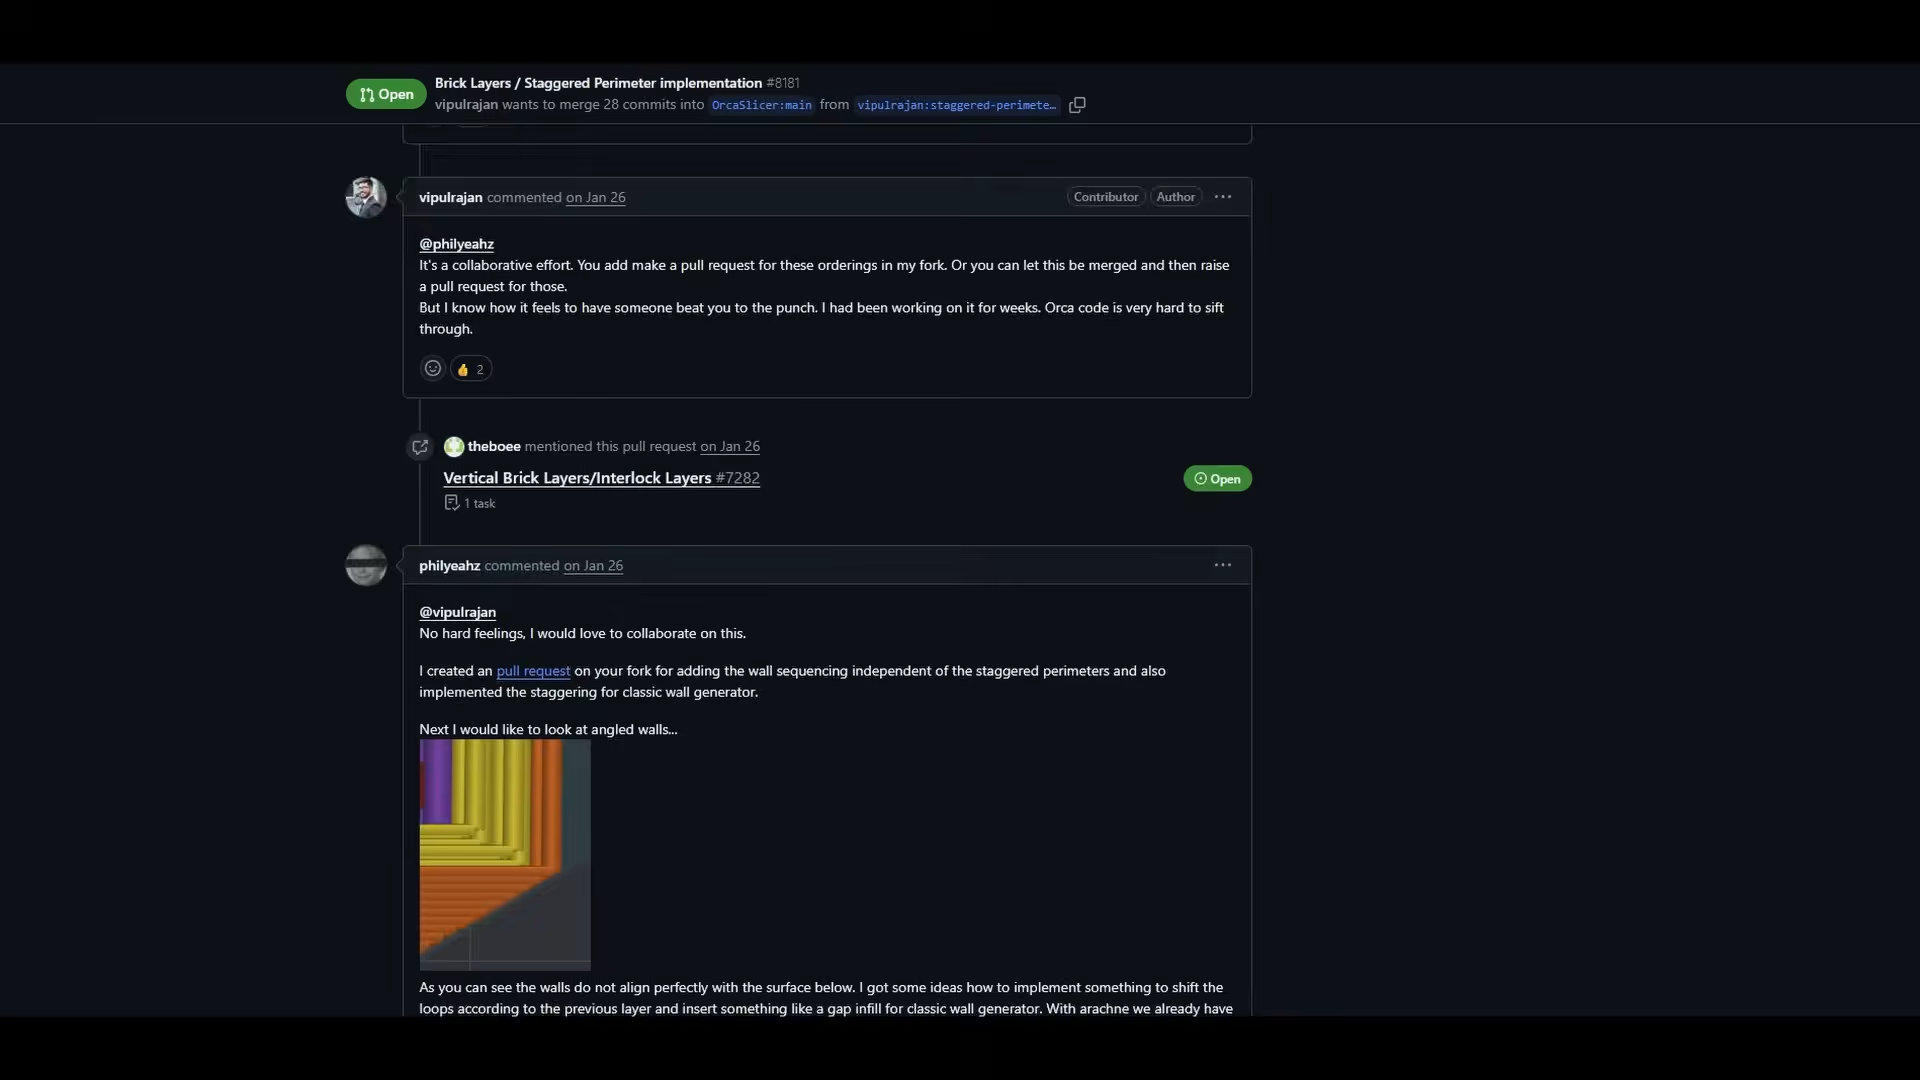 Open
Brick Layers / Staggered Perimeter implementation #8181
vipulrajan wants to merge 28 commits into OrcaSlicer:main from vipulrajan:staggered-perimete…
vipulrajan commented on Jan 26
Contributor Author
@philyeahz
It's a collaborative effort. You add make a pull request for these orderings in my fork. Or you can let this be merged and then raise
a pull request for those.
But I know how it feels to have someone beat you to the punch. I had been working on it for weeks. Orca code is very hard to sift
through.
👍 2
theboee mentioned this pull request on Jan 26
Vertical Brick Layers/Interlock Layers #7282
Open
1 task
philyeahz commented on Jan 26
@vipulrajan
No hard feelings, I would love to collaborate on this.
I created an pull request on your fork for adding the wall sequencing independent of the staggered perimeters and also
implemented the staggering for classic wall generator.
Next I would like to look at angled walls...
As you can see the walls do not align perfectly with the surface below. I got some ideas how to implement something to shift the
loops according to the previous layer and insert something like a gap infill for classic wall generator. With arachne we already have